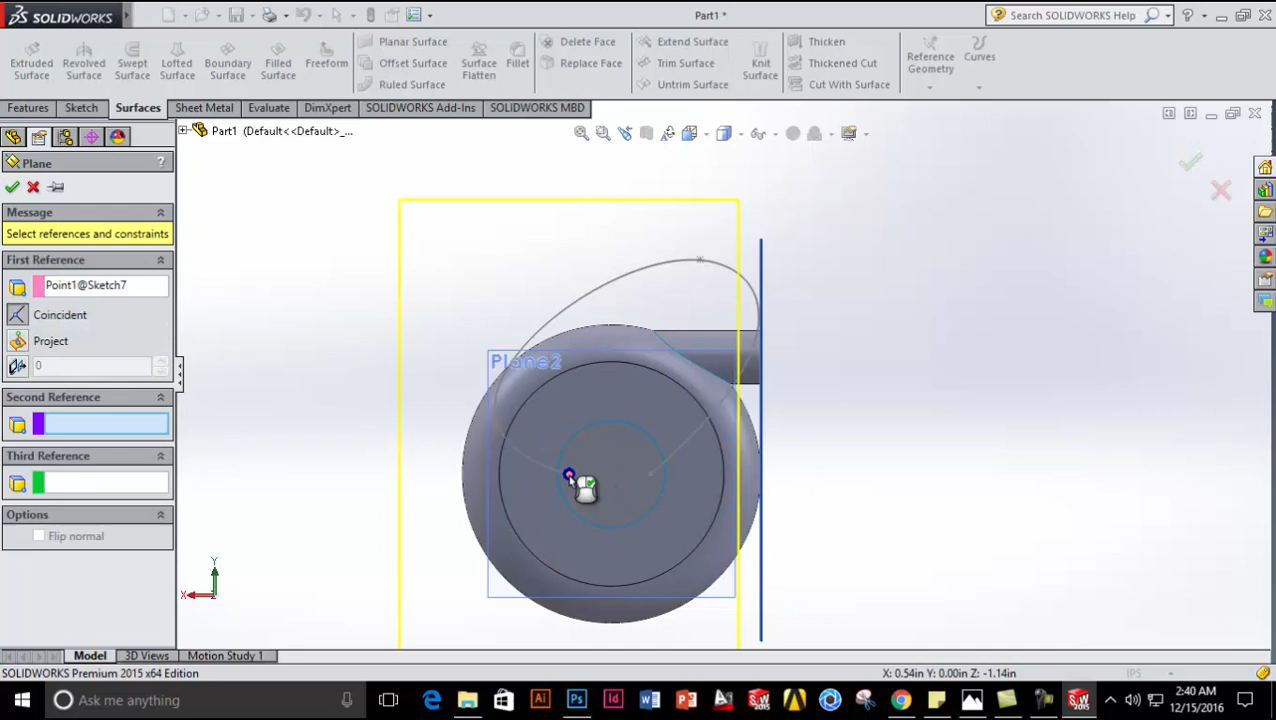 SOLIDWORKS
Part1 *
Search SOLIDWORKS Help
Extruded Surface
Revolved Surface
Swept Surface
Lofted Surface
Boundary Surface
Filled Surface
Freeform
Planar Surface
Offset Surface
Ruled Surface
Surface Flatten
Fillet
Delete Face
Replace Face
Extend Surface
Trim Surface
Untrim Surface
Knit Surface
Thicken
Thickened Cut
Cut With Surface
Reference Geometry
Curves
Features
Sketch
Surfaces
Sheet Metal
Evaluate
DimXpert
SOLIDWORKS Add-Ins
SOLIDWORKS MBD
Part1 (Default<<Default>_...
Plane
?
Message
Select references and constraints
First Reference
Point1@Sketch7
Coincident
Project
0
Second Reference
Third Reference
Options
Flip normal
Plane2
Y
X
Model
3D Views
Motion Study 1
SOLIDWORKS Premium 2015 x64 Edition
X: 0.54in Y: 0.00in Z: -1.14in
IPS
Ask me anything
2:40 AM
12/15/2016